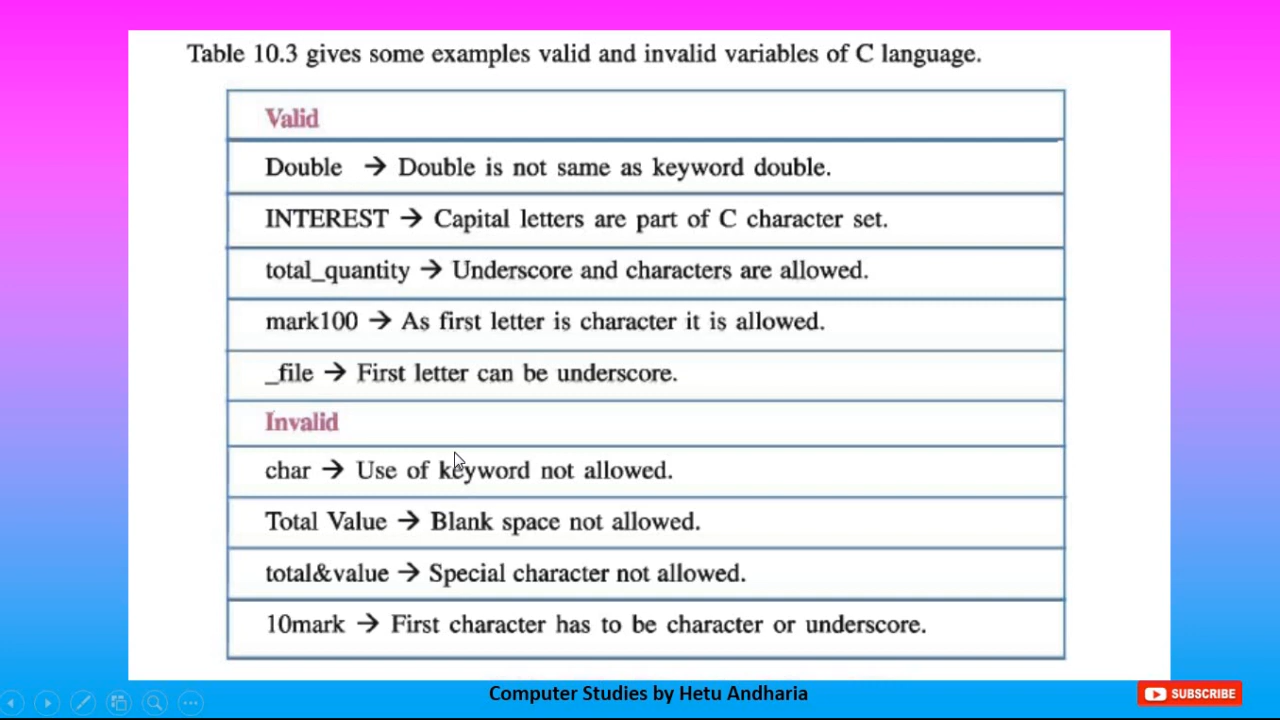 Table 10.3 gives some examples valid and invalid variables of C language.
Valid
Double → Double is not same as keyword double.
INTEREST → Capital letters are part of C character set.
total_quantity → Underscore and characters are allowed.
mark100 → As first letter is character it is allowed.
_file → First letter can be underscore.
Invalid
char → Use of keyword not allowed.
Total Value → Blank space not allowed.
total&value → Special character not allowed.
10mark → First character has to be character or underscore.
Computer Studies by Hetu Andharia
SUBSCRIBE